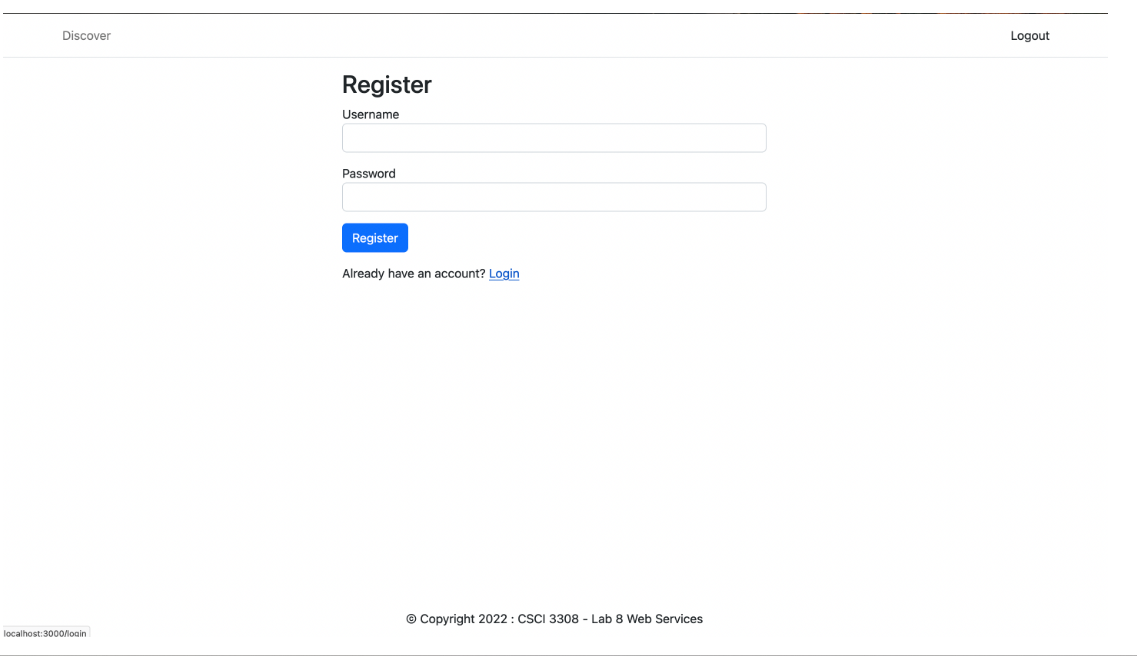 Discover Logout
Register
Username
Password
Register
Already have an account? Login
© Copyright 2022 : CSCI 3308 - Lab 8 Web Services
localhost:3000/login